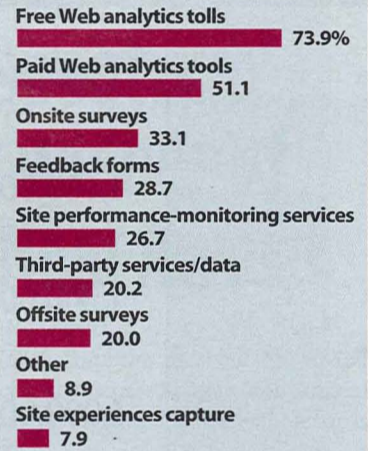 Free Web analytics tolls
73.9%
Paid Web analytics tools
51.1
Onsite surveys
33.1
Feedback forms
28.7
Site performance-monitoring services
26.7
Third-party services/data
20.2
Offsite surveys
20.0
Other
8.9
Site experiences capture
7.9